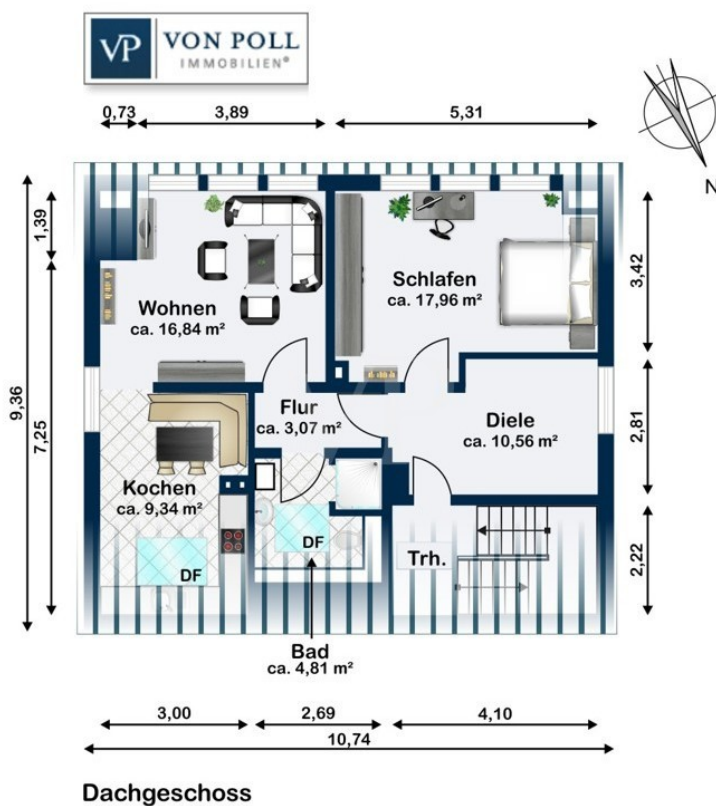 VP VON POLL
IMMOBILIEN®
0,73 3,89 5,31
N
1,39
3,42
Wohnen
ca. 16,84 m²
Schlafen
ca. 17,96 m²
9,36
7,25
Flur
ca. 3,07 m²
Diele
ca. 10,56 m²
2,81
Kochen
ca. 9,34 m²
DF
DF
Trh.
2,22
Bad
ca. 4,81 m²
3,00 2,69 4,10
10,74
Dachgeschoss